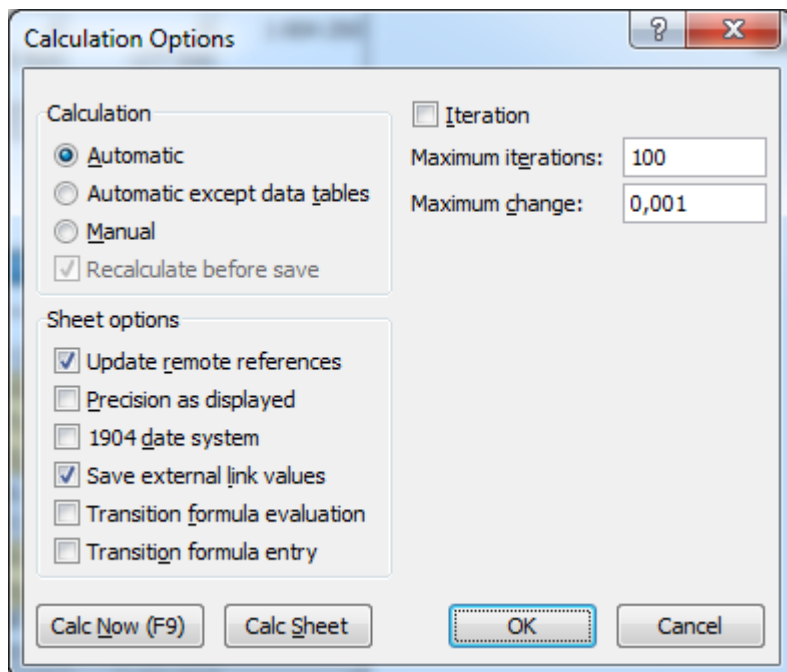 Calculation Options
Calculation
Automatic
Automatic except data tables
Manual
Recalculate before save
Iteration
Maximum iterations: 100
Maximum change: 0,001
Sheet options
Update remote references
Precision as displayed
1904 date system
Save external link values
Transition formula evaluation
Transition formula entry
Calc Now (F9) Calc Sheet OK Cancel